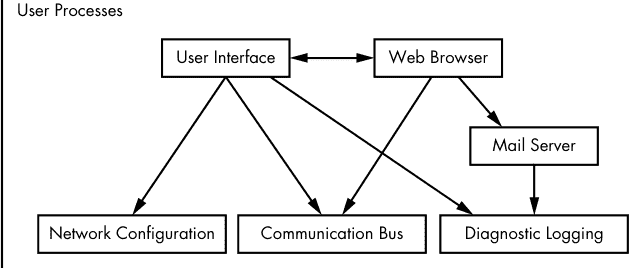 User Processes
User Interface
Web Browser
Mail Server
Network Configuration
Communication Bus
Diagnostic Logging